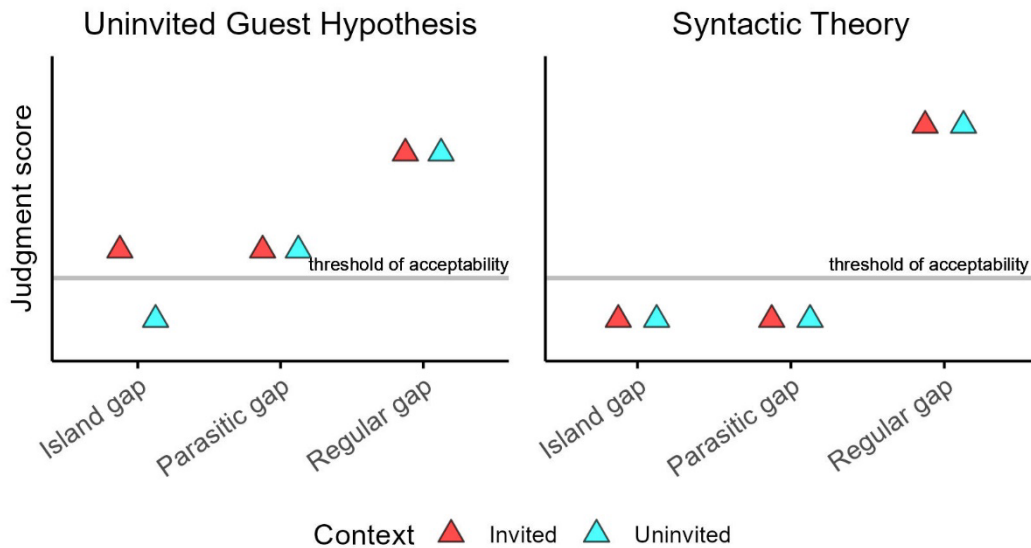 Uninvited Guest Hypothesis
Syntactic Theory
Judgment score
threshold of acceptability
threshold of acceptability
Island gap
Parasitic gap
Regular gap
Island gap
Parasitic gap
Regular gap
Context Invited Uninvited